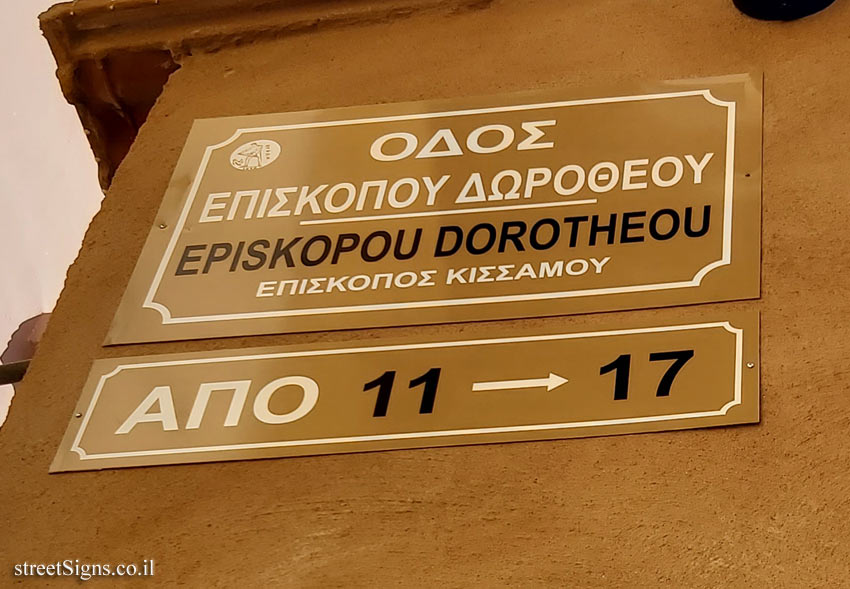 ΟΔΟΣ
ΕΠΙΣΚΟΠΟΥ ΔΩΡΟΘΕΟΥ
EPISKOPOU DOROTHEOU
ΕΠΙΣΚΟΠΟΣ ΚΙΣΣΑΜΟΥ
ΑΠΟ 11 → 17
streetSigns.co.il